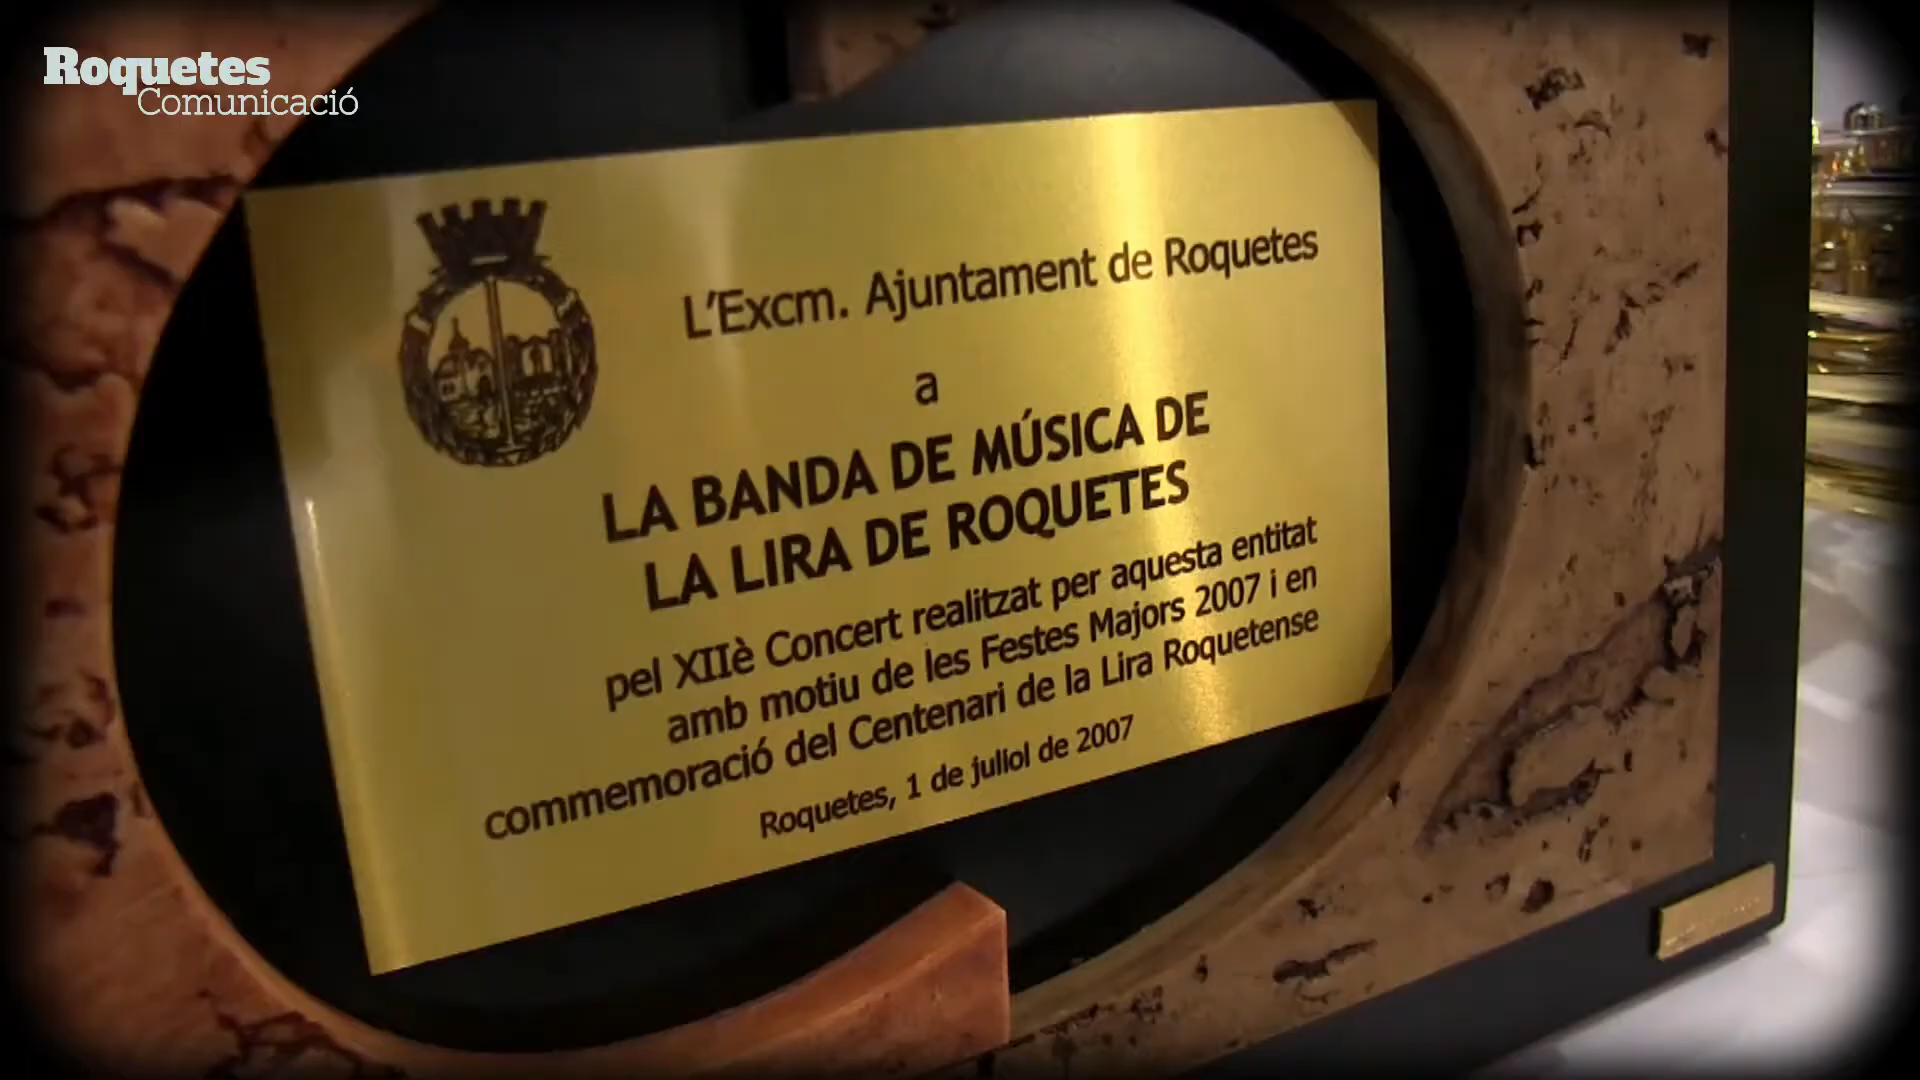 Roquetes
Comunicació
L'Excm. Ajuntament de Roquetes
a
LA BANDA DE MÚSICA DE
LA LIRA DE ROQUETES
pel XIIè Concert realitzat per aquesta entitat
amb motiu de les Festes Majors 2007 i en
commemoració del Centenari de la Lira Roquetense
Roquetes, 1 de juliol de 2007